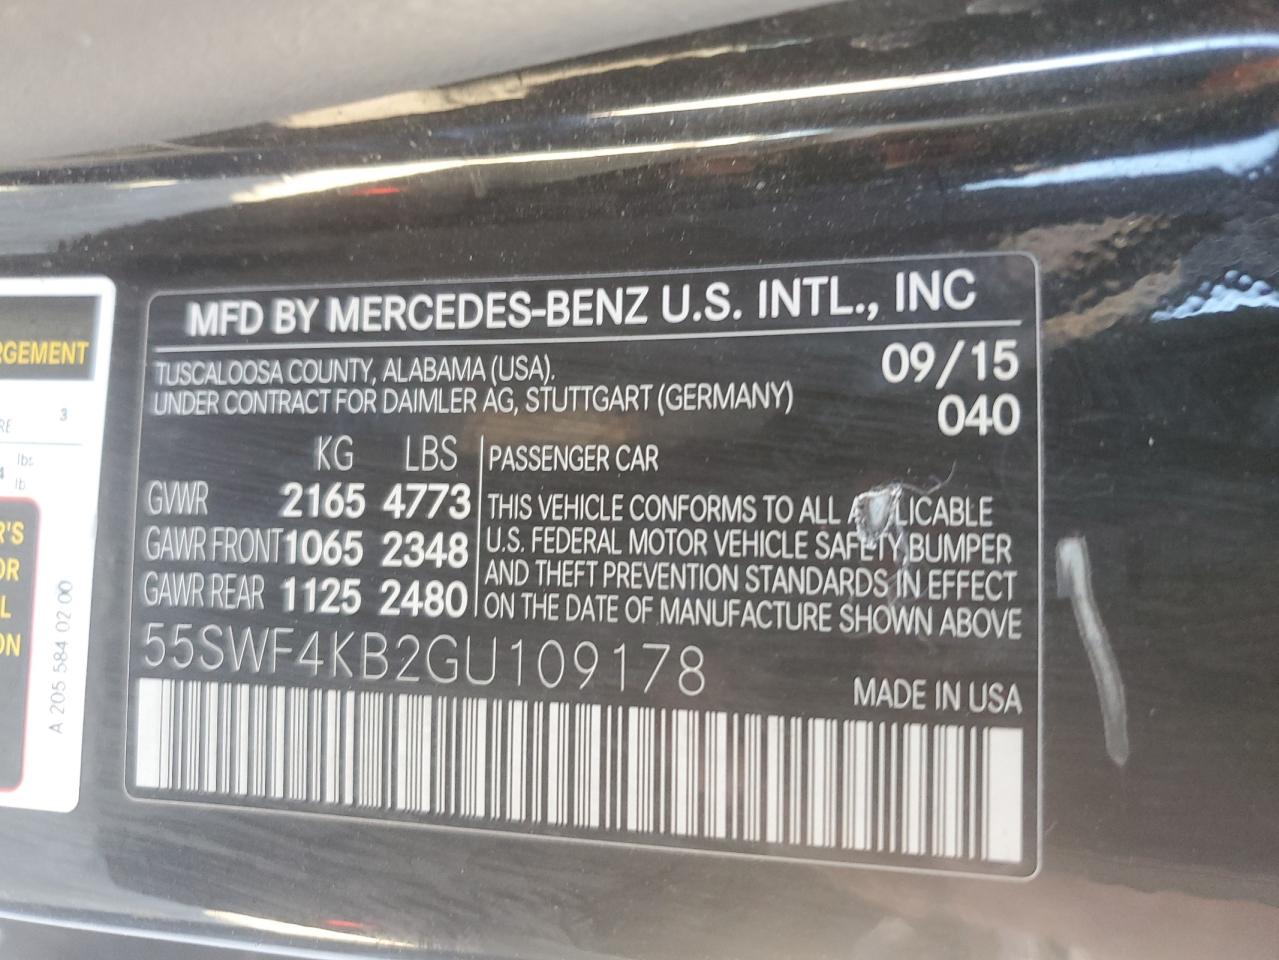 MFD BY MERCEDES-BENZ U.S. INTL., INC
TUSCALOOSA COUNTY, ALABAMA (USA). 09/15
UNDER CONTRACT FOR DAIMLER AG, STUTTGART (GERMANY) 040
KG LBS
GVWR 2165 4773
GAWR FRONT 1065 2348
GAWR REAR 1125 2480
PASSENGER CAR
THIS VEHICLE CONFORMS TO ALL
U.S. FEDERAL MOTOR VEHICLE SAFETY BUMPER
AND THEFT PREVENTION STANDARDS IN EFFECT
ON THE DATE OF MANUFACTURE SHOWN ABOVE
55SWF4KB2GU109178
MADE IN USA
3
lbs
lb
A 205 584 02 00